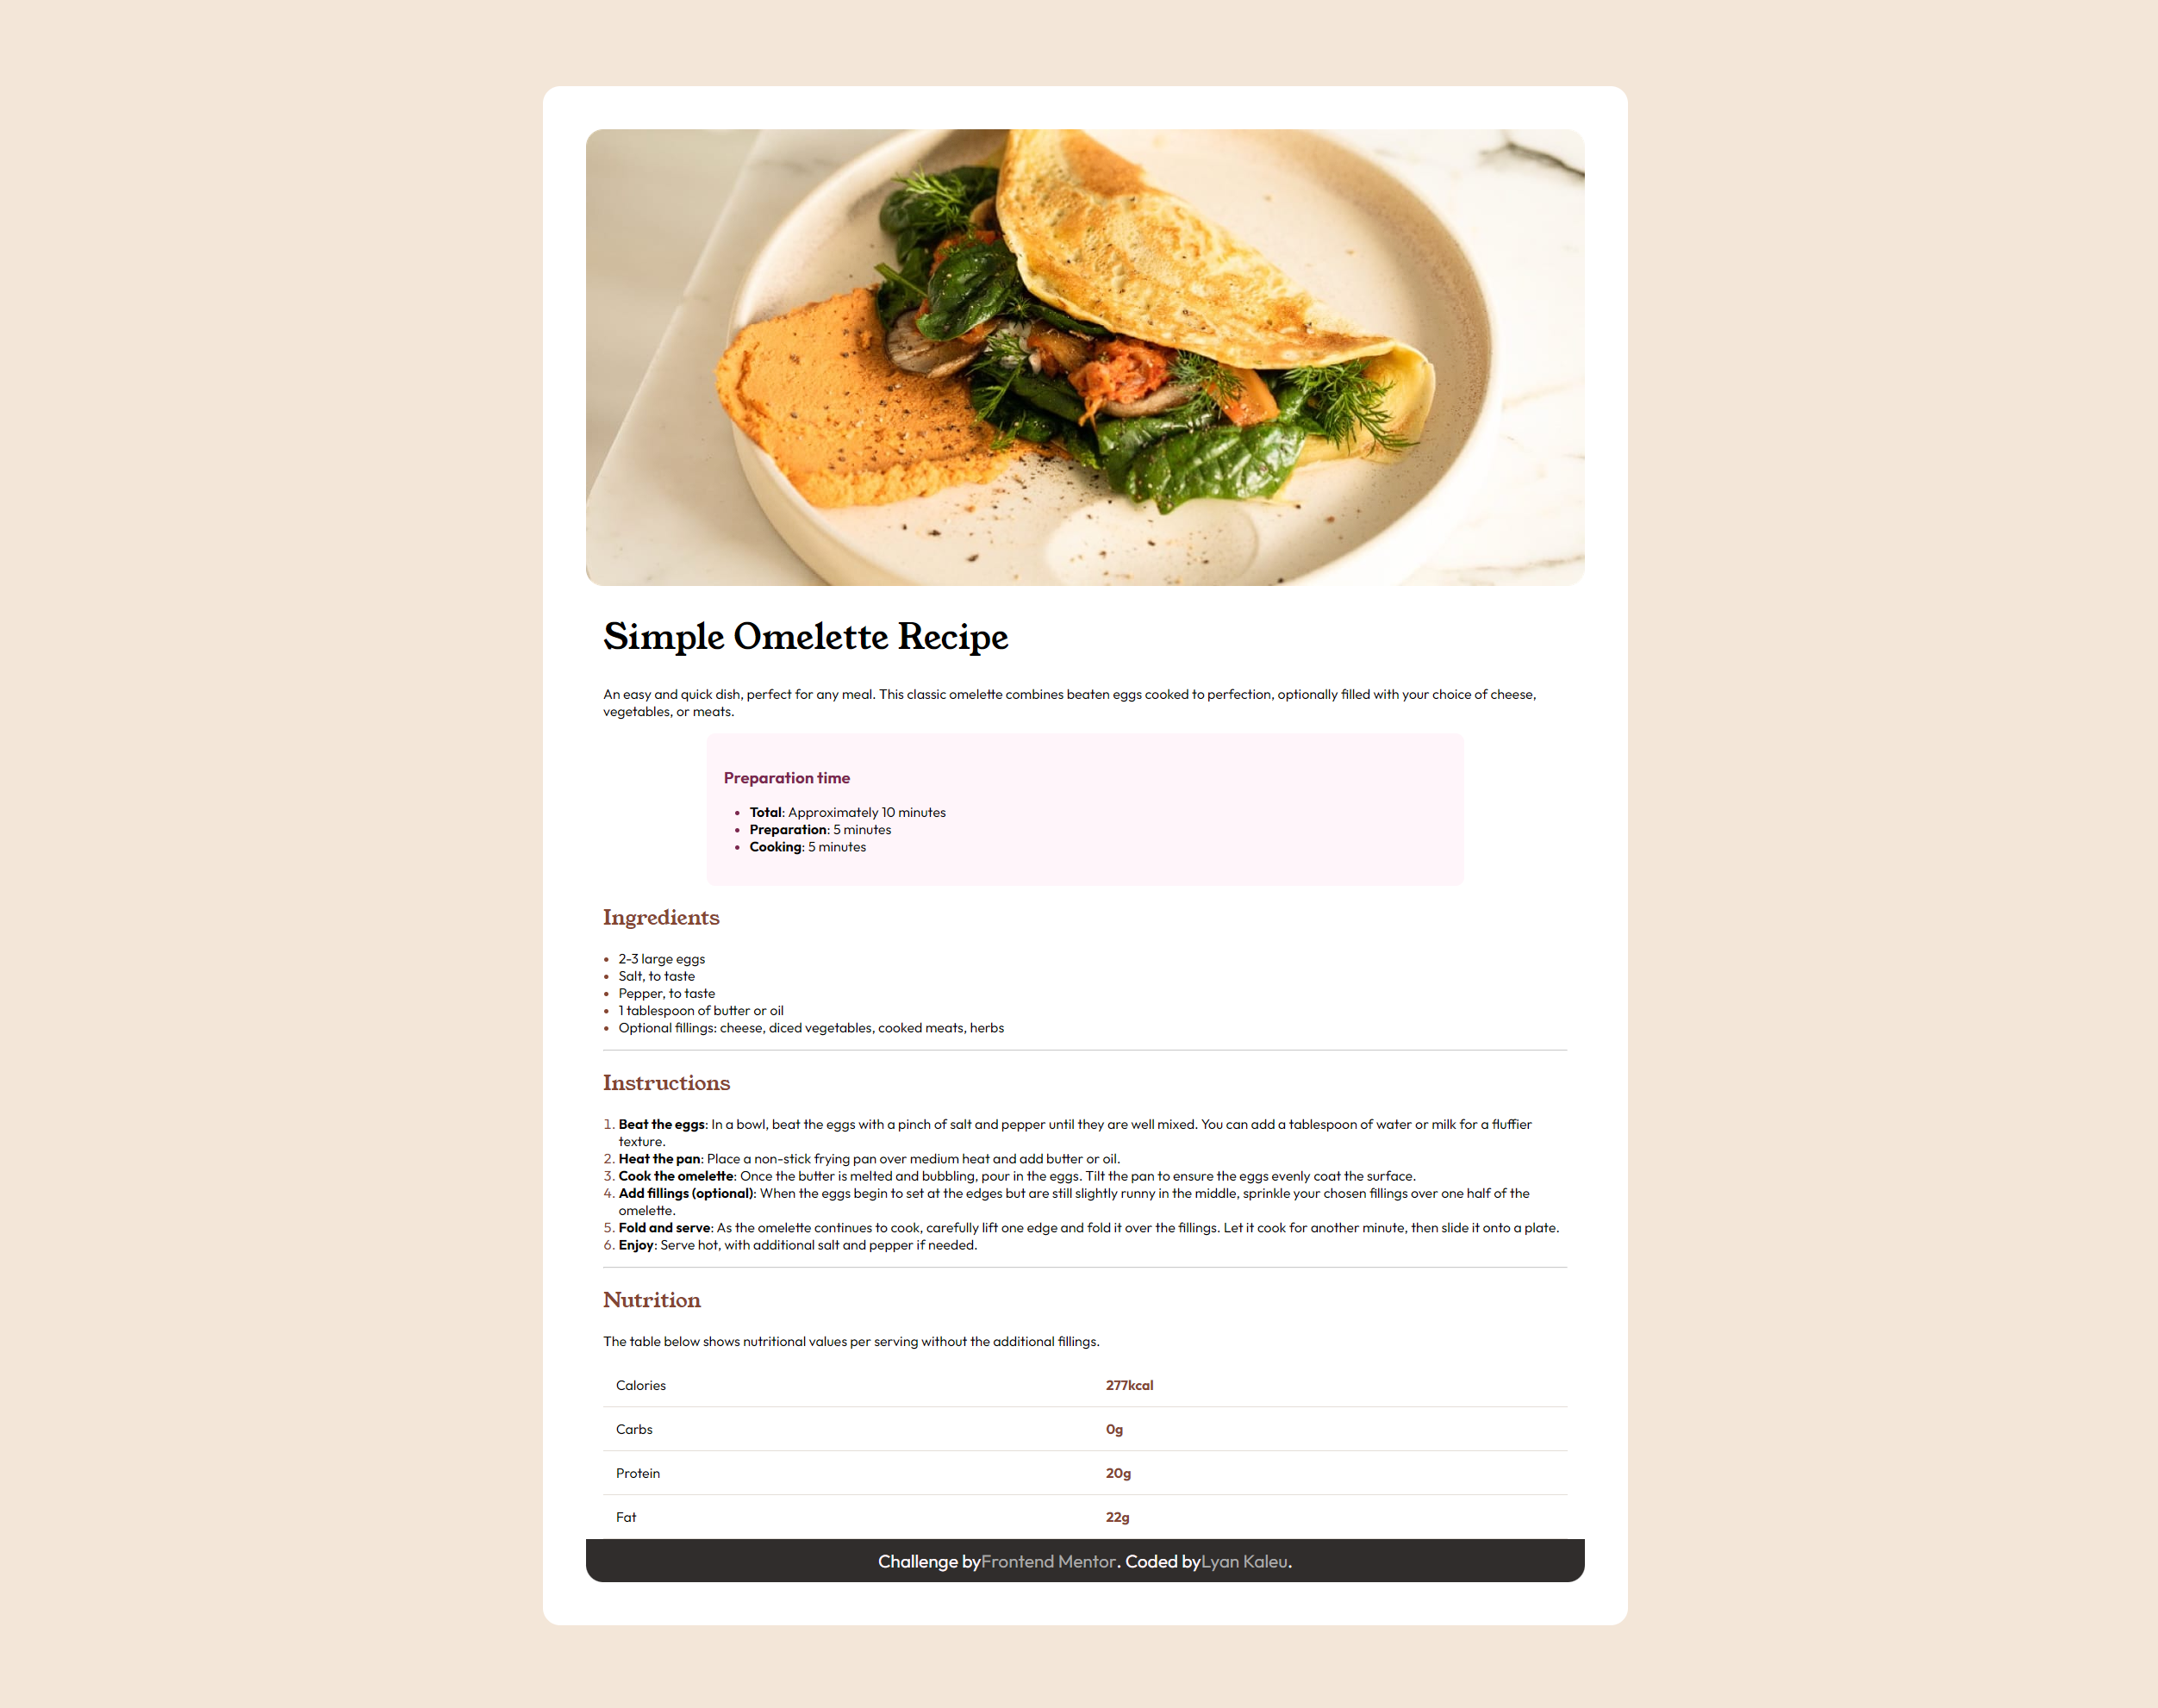 Simple Omelette Recipe
An easy and quick dish, perfect for any meal. This classic omelette combines beaten eggs cooked to perfection, optionally filled with your choice of cheese,
vegetables, or meats.
Preparation time
• Total: Approximately 10 minutes
• Preparation: 5 minutes
• Cooking: 5 minutes
Ingredients
• 2-3 large eggs
• Salt, to taste
• Pepper, to taste
• 1 tablespoon of butter or oil
• Optional fillings: cheese, diced vegetables, cooked meats, herbs
Instructions
1. Beat the eggs: In a bowl, beat the eggs with a pinch of salt and pepper until they are well mixed. You can add a tablespoon of water or milk for a fluffier
texture.
2. Heat the pan: Place a non-stick frying pan over medium heat and add butter or oil.
3. Cook the omelette: Once the butter is melted and bubbling, pour in the eggs. Tilt the pan to ensure the eggs evenly coat the surface.
4. Add fillings (optional): When the eggs begin to set at the edges but are still slightly runny in the middle, sprinkle your chosen fillings over one half of the
omelette.
5. Fold and serve: As the omelette continues to cook, carefully lift one edge and fold it over the fillings. Let it cook for another minute, then slide it onto a plate.
6. Enjoy: Serve hot, with additional salt and pepper if needed.
Nutrition
The table below shows nutritional values per serving without the additional fillings.
Calories 277kcal
Carbs 0g
Protein 20g
Fat 22g
Challenge byFrontend Mentor. Coded byLyan Kaleu.